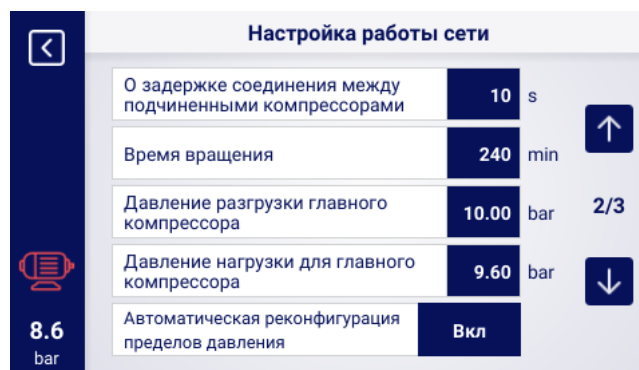 Настройка работы сети
О задержке соединения между
подчиненными компрессорами
10 s
Время вращения
240 min
Давление разгрузки главного
компрессора
10.00 bar
2/3
Давление нагрузки для главного
компрессора
9.60 bar
Автоматическая реконфигурация
пределов давления
Вкл
8.6
bar